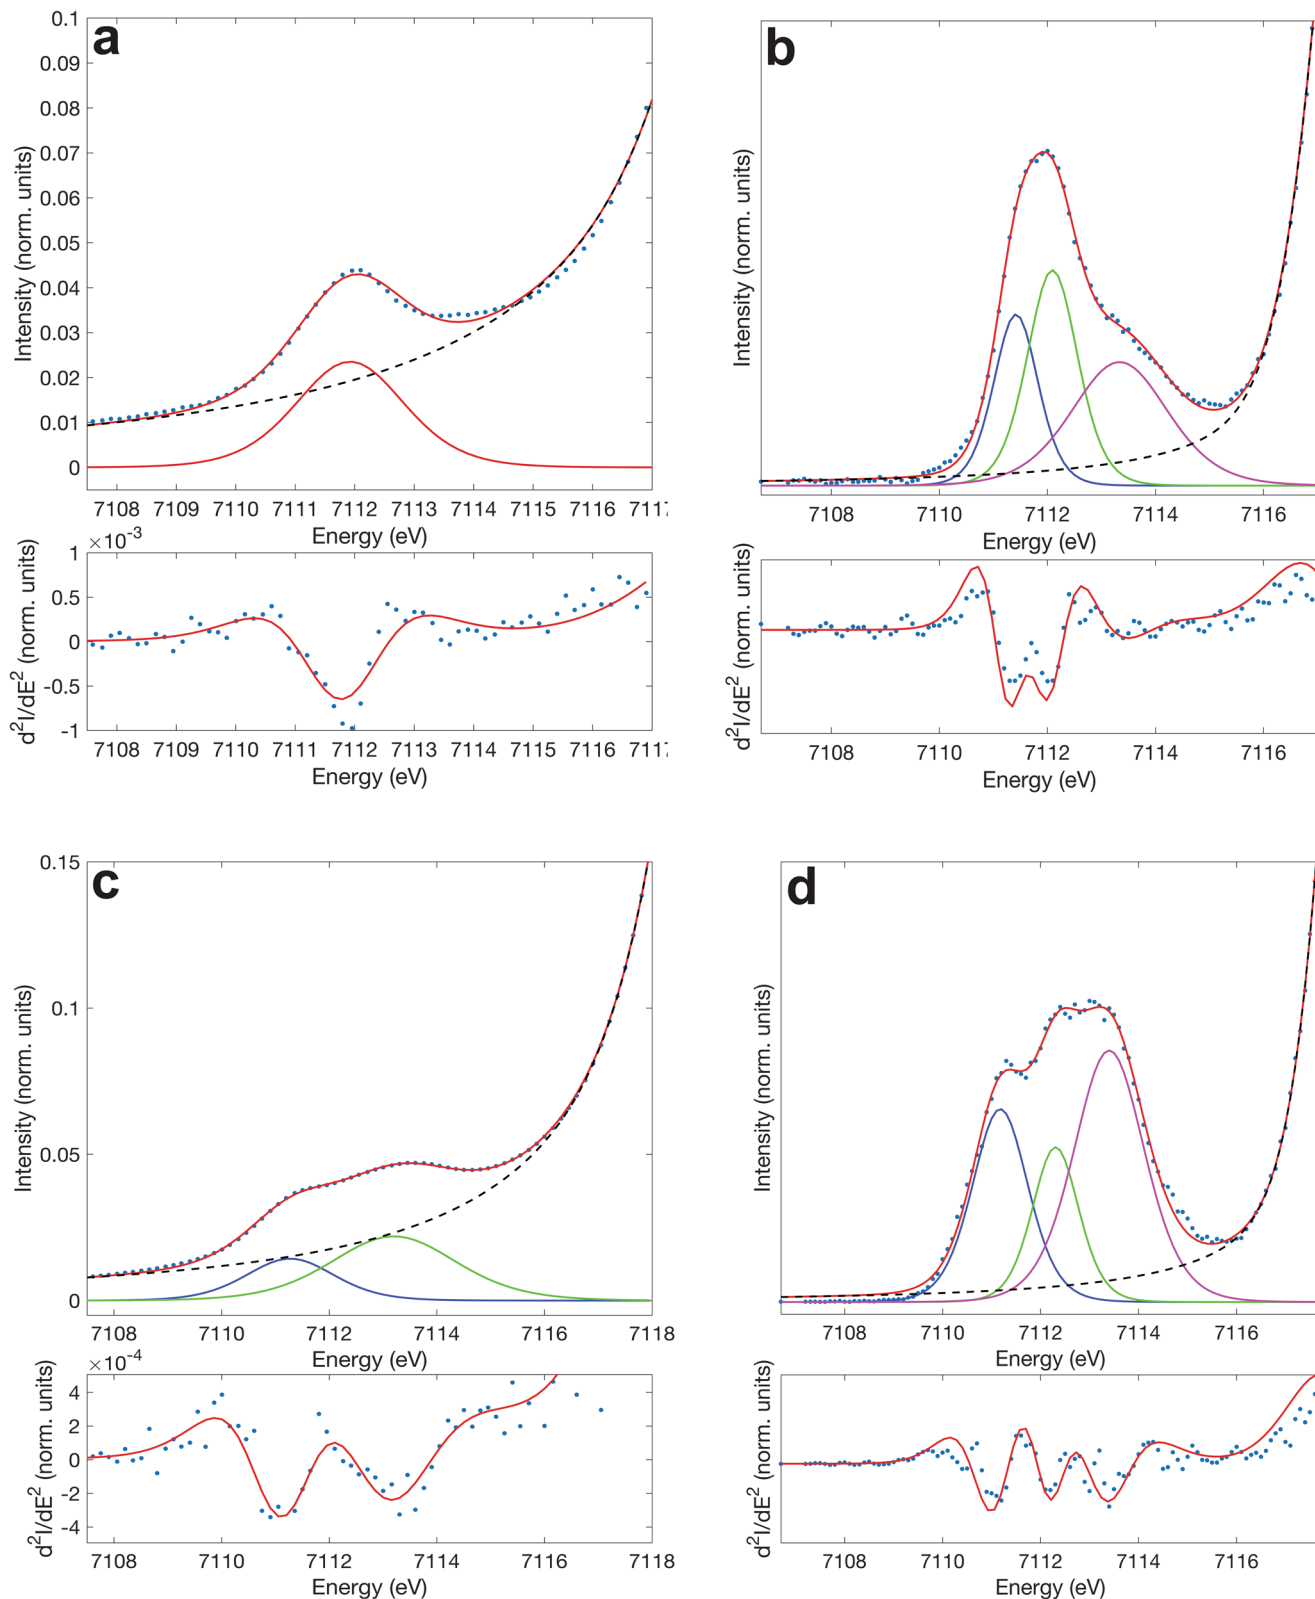 a
0.1
0.09
0.08
0.07
0.06
0.05
0.04
0.03
0.02
0.01
0
Intensity (norm. units)
7108 7109 7110 7111 7112 7113 7114 7115 7116 7117
Energy (eV)
×10-3
1
0.5
0
-0.5
-1
d2I/dE2 (norm. units)
7108 7109 7110 7111 7112 7113 7114 7115 7116 7117
Energy (eV)
b
Intensity (norm. units)
7108 7110 7112 7114 7116
Energy (eV)
d2I/dE2 (norm. units)
7108 7110 7112 7114 7116
Energy (eV)
c
0.15
0.1
0.05
0
Intensity (norm. units)
7108 7110 7112 7114 7116 7118
Energy (eV)
×10-4
4
2
0
-2
-4
d2I/dE2 (norm. units)
7108 7110 7112 7114 7116 7118
Energy (eV)
d
Intensity (norm. units)
7108 7110 7112 7114 7116
Energy (eV)
d2I/dE2 (norm. units)
7108 7110 7112 7114 7116
Energy (eV)